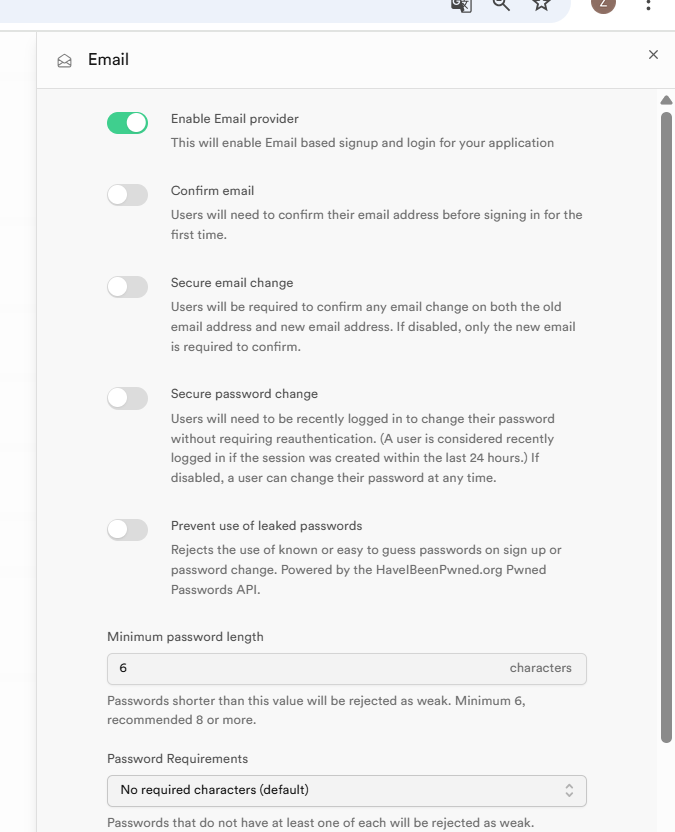 Z
Email
Enable Email provider
This will enable Email based signup and login for your application
Confirm email
Users will need to confirm their email address before signing in for the
first time.
Secure email change
Users will be required to confirm any email change on both the old
email address and new email address. If disabled, only the new email
is required to confirm.
Secure password change
Users will need to be recently logged in to change their password
without requiring reauthentication. (A user is considered recently
logged in if the session was created within the last 24 hours.) If
disabled, a user can change their password at any time.
Prevent use of leaked passwords
Rejects the use of known or easy to guess passwords on sign up or
password change. Powered by the HaveIBeenPwned.org Pwned
Passwords API.
Minimum password length
6 characters
Passwords shorter than this value will be rejected as weak. Minimum 6,
recommended 8 or more.
Password Requirements
No required characters (default)
Passwords that do not have at least one of each will be rejected as weak.